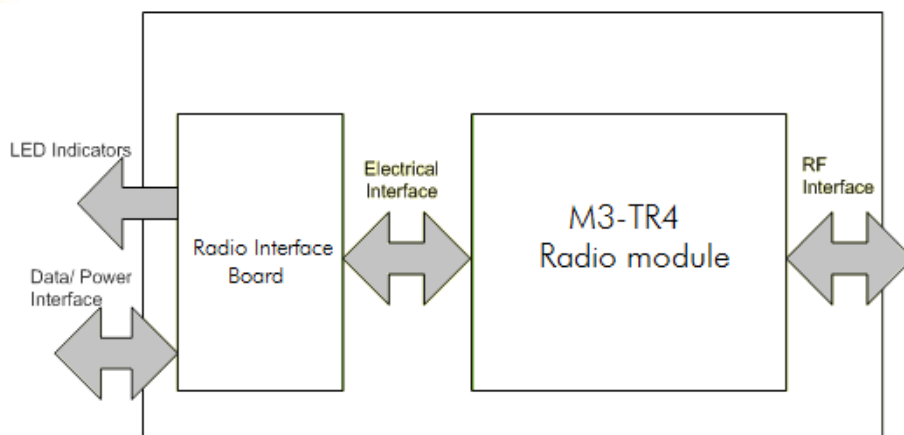 LED Indicators
Data/ Power
Interface
Radio Interface
Board
Electrical
Interface
M3-TR4
Radio module
RF
Interface